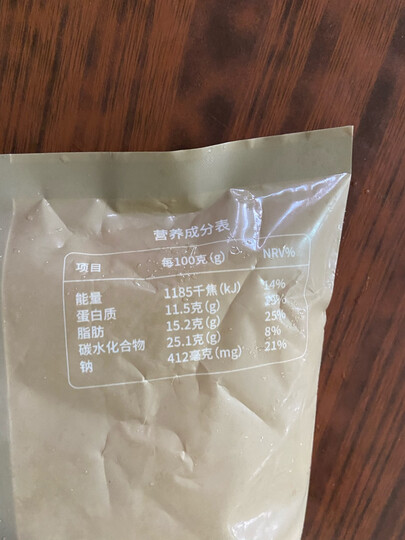 营养成分表
项目 每100克(g) NRV%
能量 1185千焦(kJ) 14%
蛋白质 11.5克(g)
脂肪 15.2克(g) 25%
碳水化合物 25.1克(g) 8%
钠 412毫克(mg) 21%